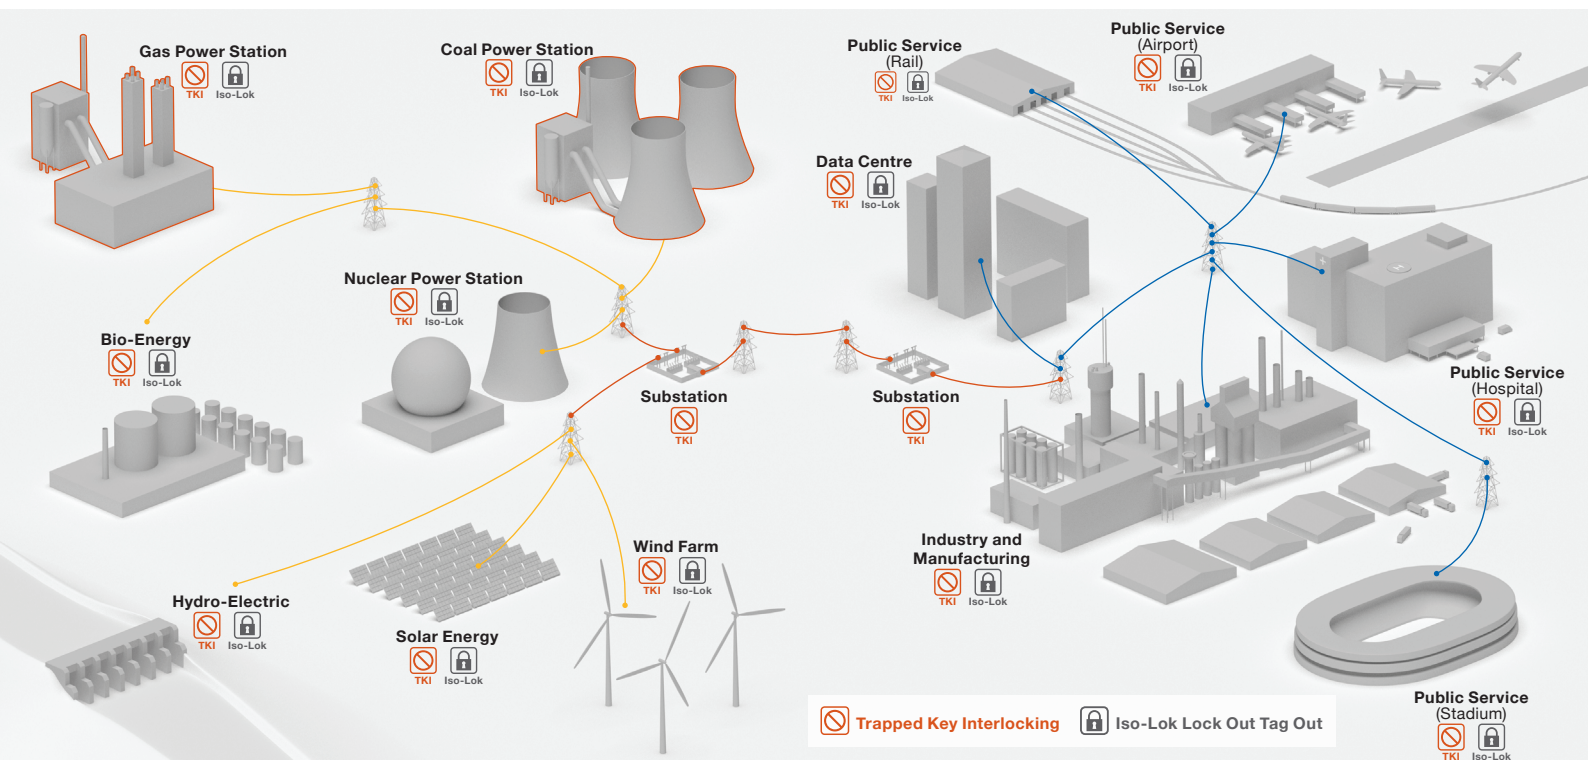 Gas Power Station
TKI
Iso-Lok
Coal Power Station
TKI
Iso-Lok
Public Service
(Rail)
TKI
Iso-Lok
Public Service
(Airport)
TKI
Iso-Lok
Data Centre
TKI
Iso-Lok
Nuclear Power Station
TKI
Iso-Lok
Bio-Energy
TKI
Iso-Lok
Substation
TKI
Substation
TKI
Public Service
(Hospital)
TKI
Iso-Lok
H
Hydro-Electric
TKI
Iso-Lok
Solar Energy
TKI
Iso-Lok
Wind Farm
TKI
Iso-Lok
Industry and
Manufacturing
TKI
Iso-Lok
Public Service
(Stadium)
TKI
Iso-Lok
Trapped Key Interlocking
Iso-Lok Lock Out Tag Out